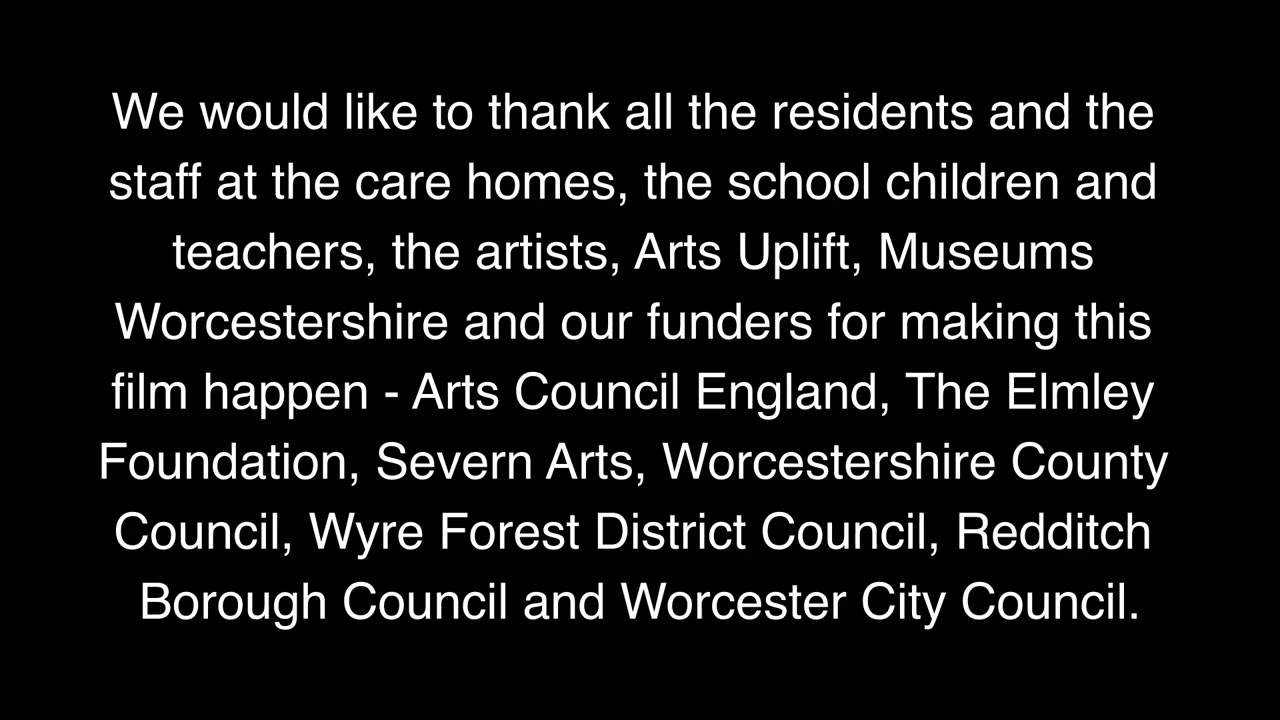 We would like to thank all the residents and the
staff at the care homes, the school children and
teachers, the artists, Arts Uplift, Museums
Worcestershire and our funders for making this
film happen - Arts Council England, The Elmley
Foundation, Severn Arts, Worcestershire County
Council, Wyre Forest District Council, Redditch
Borough Council and Worcester City Council.